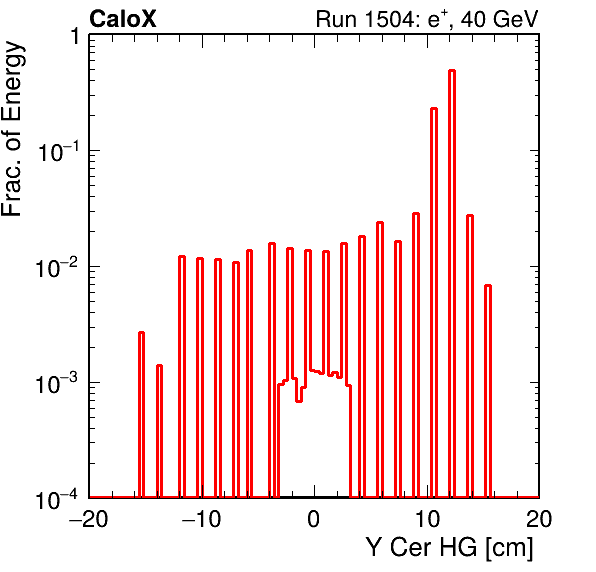 CaloX
Run 1504: e⁺, 40 GeV
Frac. of Energy
1
10⁻¹
10⁻²
10⁻³
10⁻⁴
−20
−10
0
10
20
Y Cer HG [cm]